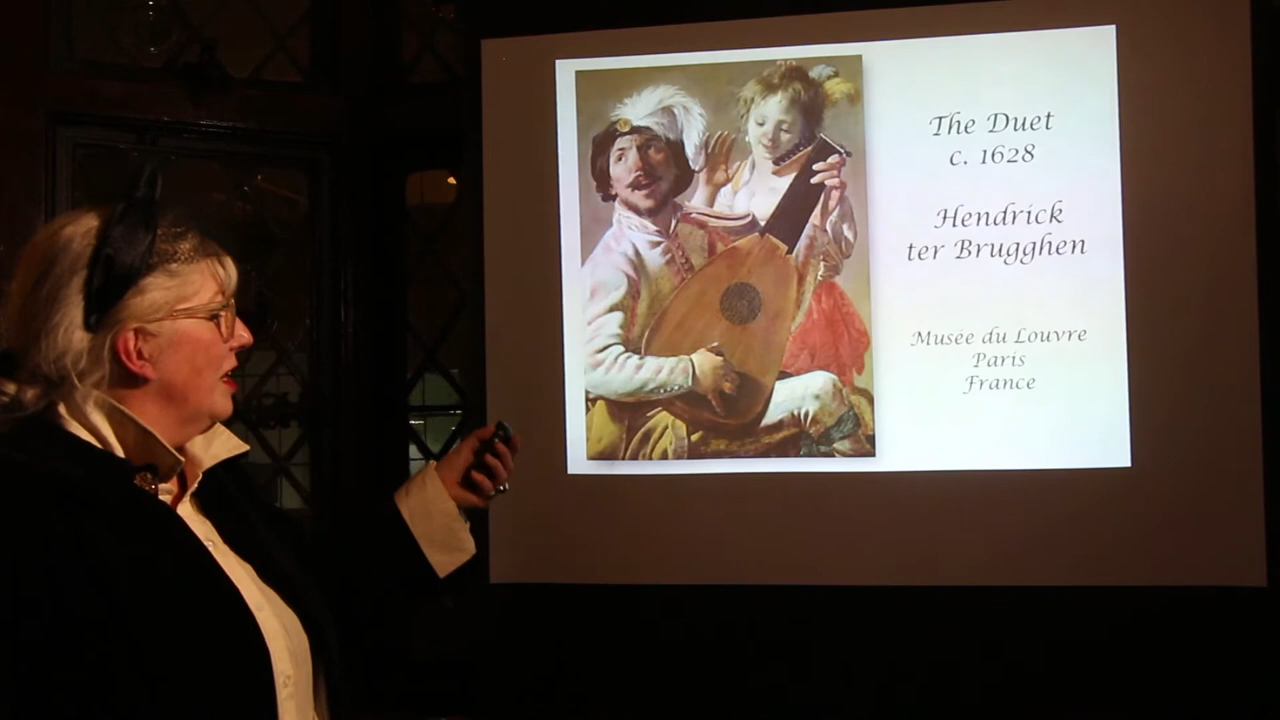 The Duet
c. 1628
Hendrick
ter Brugghen
Musée du Louvre
Paris
France